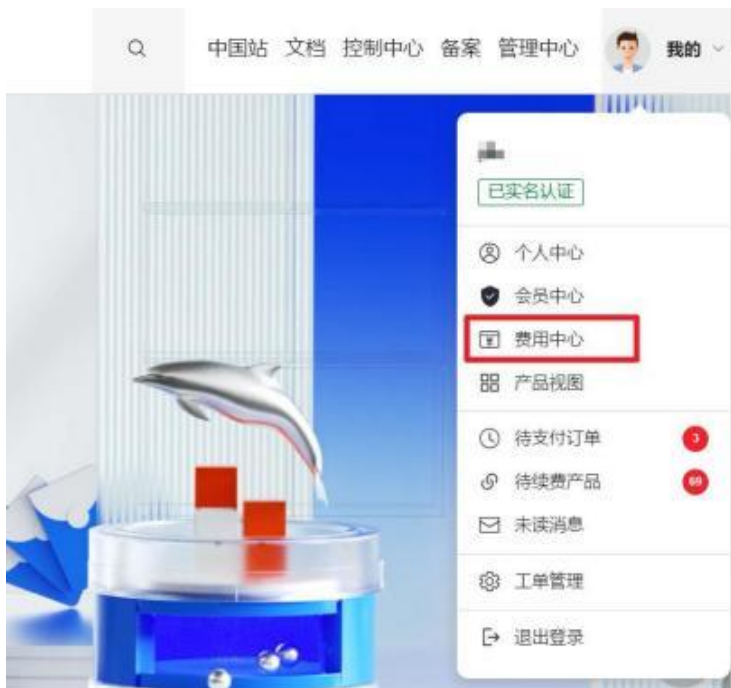 中国站 文档 控制中心 备案 管理中心 我的
已实名认证
个人中心
会员中心
费用中心
产品视图
待支付订单 3
待续费产品 69
未读消息
工单管理
退出登录